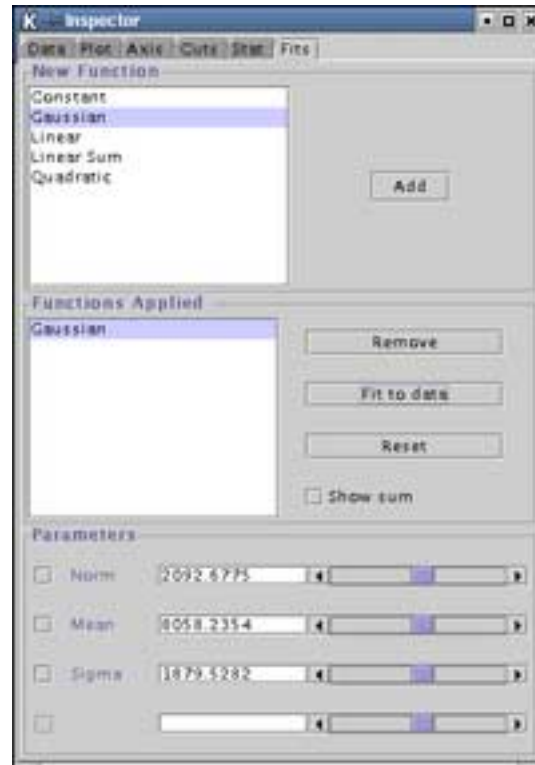 Inspector
Data Plot Axis Cuts Stat Fits
New Function
Constant
Gaussian
Linear
Linear Sum
Quadratic
Add
Functions Applied
Gaussian
Remove
Fit to data
Reset
Show sum
Parameters
Norm 2092.6775
Mean 8058.2354
Sigma 1879.5282